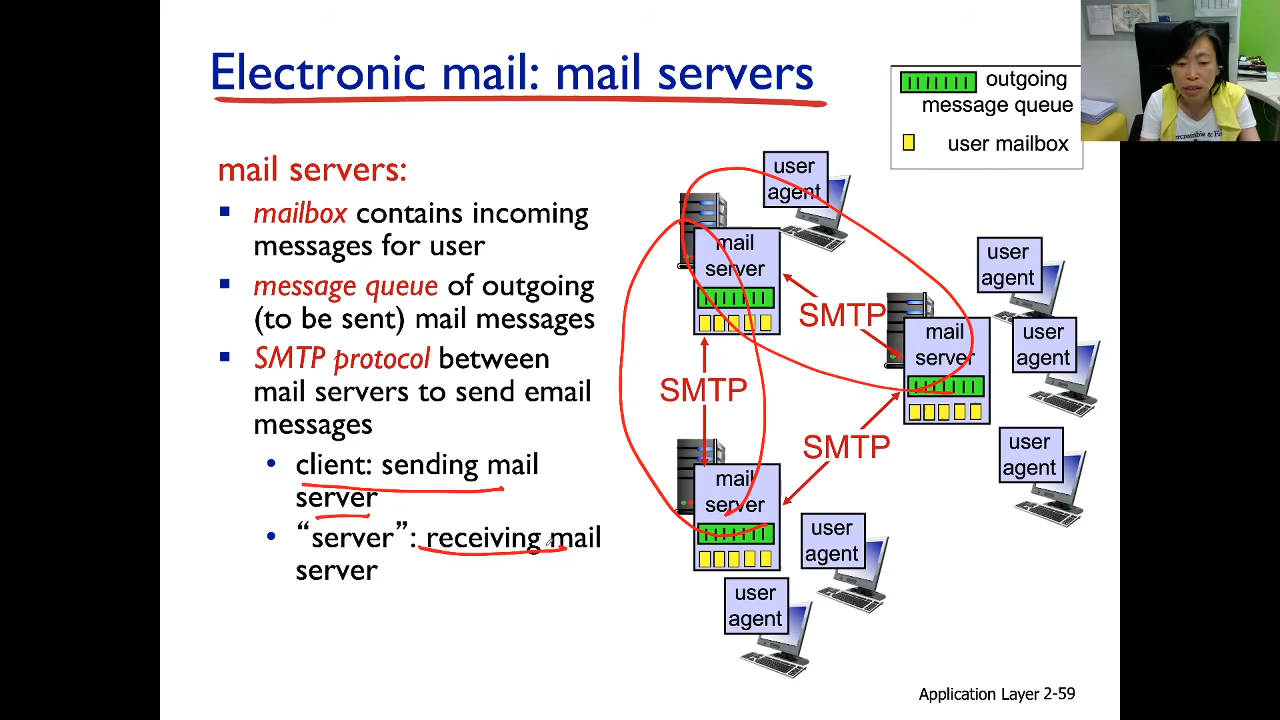 Electronic mail: mail servers
outgoing
message queue
user mailbox
mail servers:
▪ mailbox contains incoming
messages for user
▪ message queue of outgoing
(to be sent) mail messages
▪ SMTP protocol between
mail servers to send email
messages
• client: sending mail
server
• “server”: receiving mail
server
user
agent
mail
server
SMTP
user
agent
mail
server
user
agent
SMTP
SMTP
user
agent
mail
server
user
agent
user
agent
Application Layer 2-59